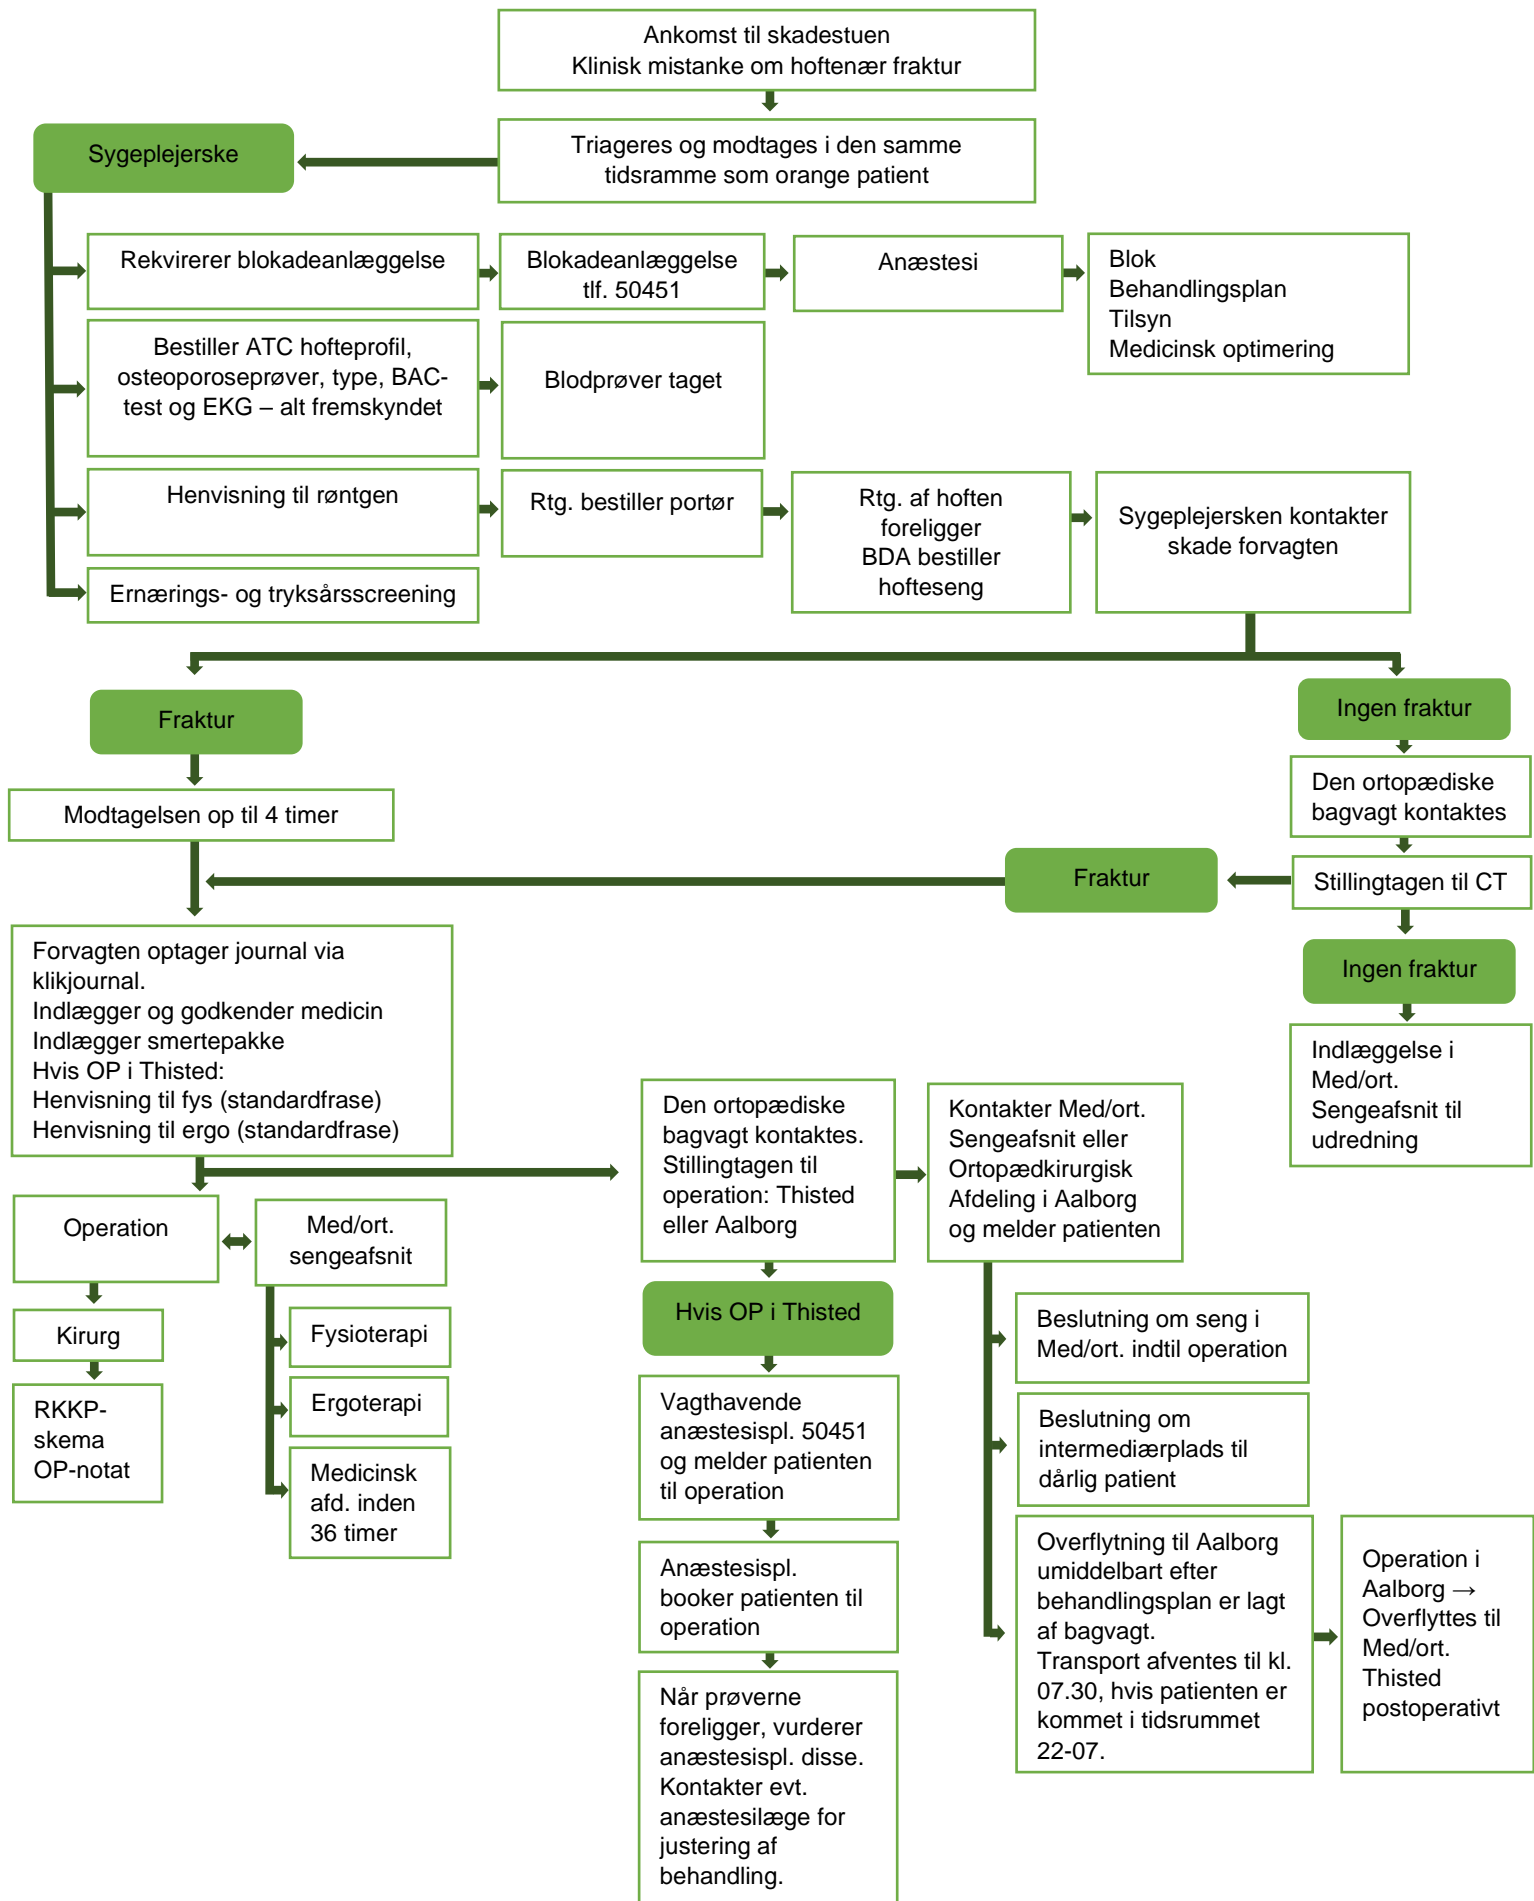 Ankomst til skadestuen
Klinisk mistanke om hoftenær fraktur
Triageres og modtages i den samme
tidsramme som orange patient
Sygeplejerske
Rekvirerer blokadeanlæggelse
Blokadeanlæggelse
tlf. 50451
Anæstesi
Blok
Behandlingsplan
Tilsyn
Medicinsk optimering
Bestiller ATC hofteprofil,
osteoporoseprøver, type, BAC-
test og EKG – alt fremskyndet
Blodprøver taget
Henvisning til røntgen
Rtg. bestiller portør
Rtg. af hoften
foreligger
BDA bestiller
hofteseng
Sygeplejersken kontakter
skade forvagten
Ernærings- og tryksårsscreening
Fraktur
Ingen fraktur
Modtagelsen op til 4 timer
Den ortopædiske
bagvagt kontaktes
Fraktur
Stillingtagen til CT
Ingen fraktur
Indlæggelse i
Med/ort.
Sengeafsnit til
udredning
Forvagten optager journal via
klikjournal.
Indlægger og godkender medicin
Indlægger smertepakke
Hvis OP i Thisted:
Henvisning til fys (standardfrase)
Henvisning til ergo (standardfrase)
Den ortopædiske
bagvagt kontaktes.
Stillingtagen til
operation: Thisted
eller Aalborg
Kontakter Med/ort.
Sengeafsnit eller
Ortopædkirurgisk
Afdeling i Aalborg
og melder patienten
Operation
Med/ort.
sengeafsnit
Kirurg
RKKP-
skema
OP-notat
Fysioterapi
Ergoterapi
Medicinsk
afd. inden
36 timer
Hvis OP i Thisted
Vagthavende
anæstesispl. 50451
og melder patienten
til operation
Anæstesispl.
booker patienten til
operation
Når prøverne
foreligger, vurderer
anæstesispl. disse.
Kontakter evt.
anæstesilæge for
justering af
behandling.
Beslutning om seng i
Med/ort. indtil operation
Beslutning om
intermediærplads til
dårlig patient
Overflytning til Aalborg
umiddelbart efter
behandlingsplan er lagt
af bagvagt.
Transport afventes til kl.
07.30, hvis patienten er
kommet i tidsrummet
22-07.
Operation i
Aalborg →
Overflyttes til
Med/ort.
Thisted
postoperativt